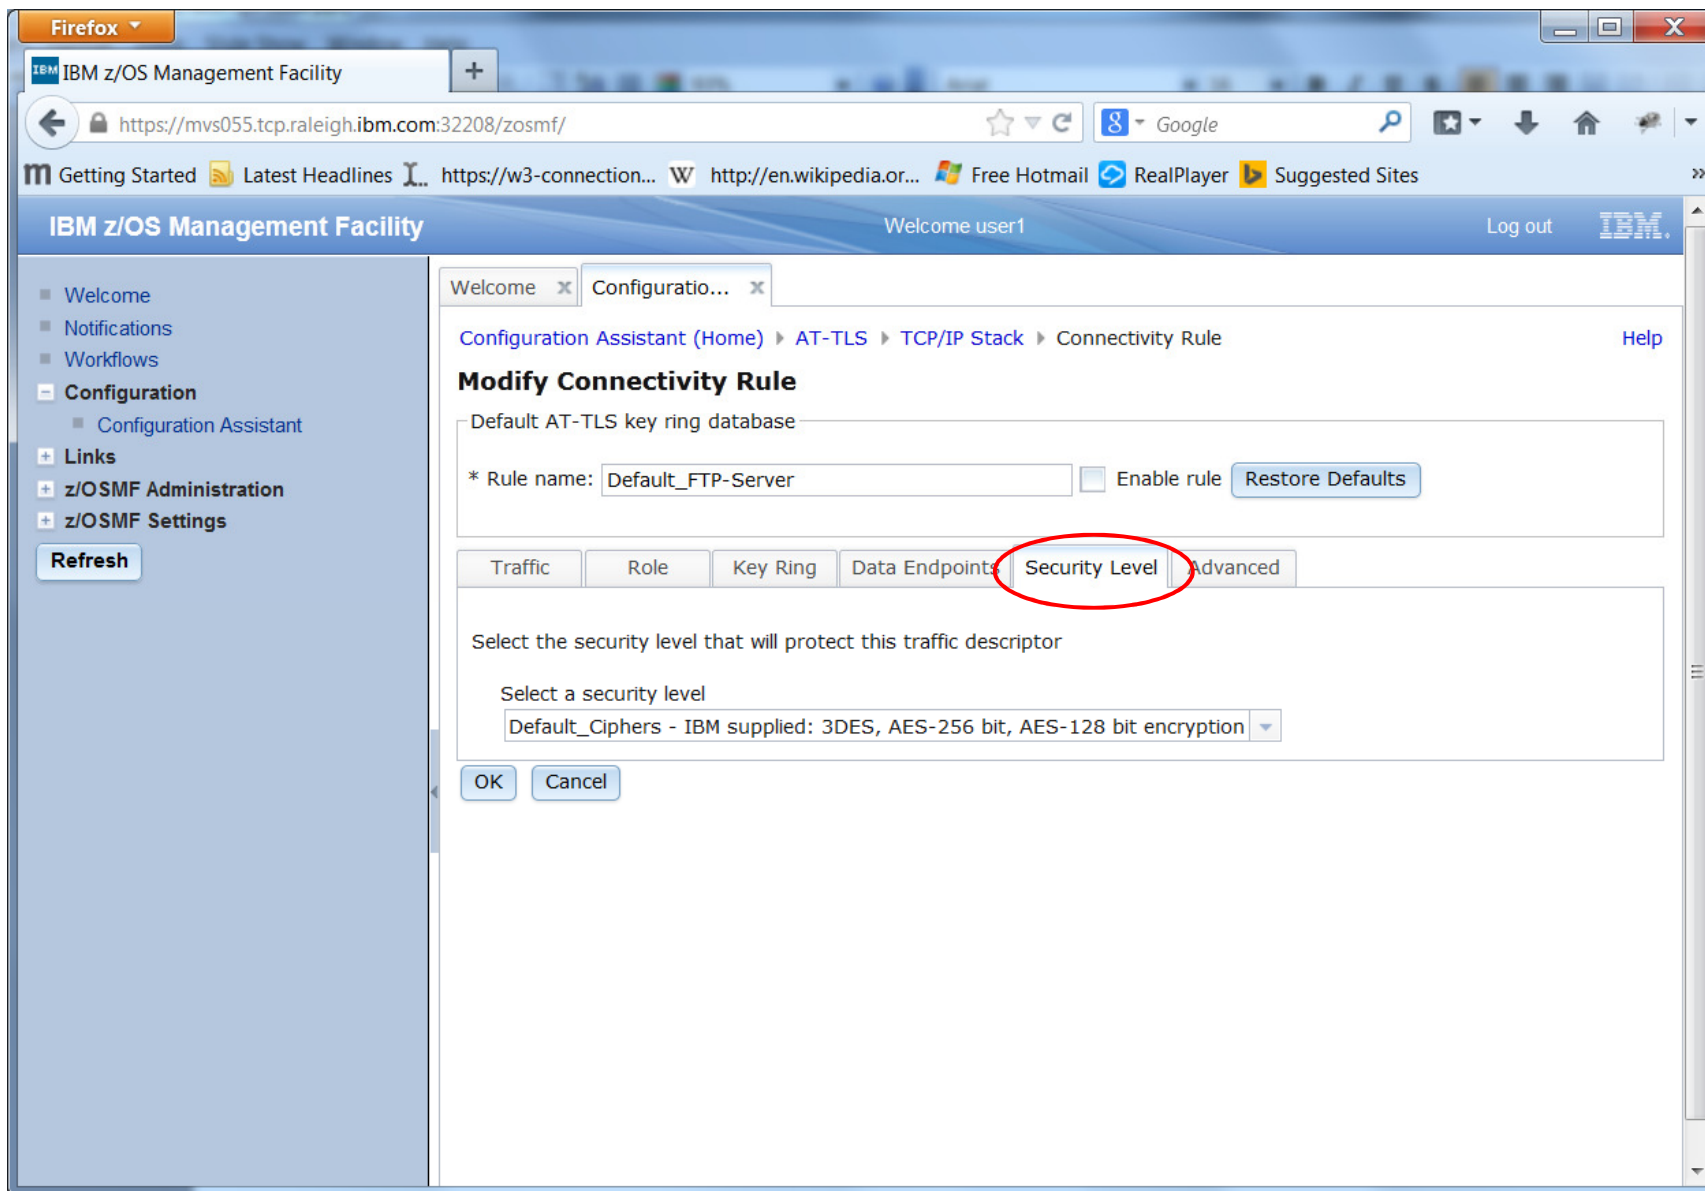 Firefox
IBM IBM z/OS Management Facility +
https://mvs055.tcp.raleigh.ibm.com:32208/zosmf/ 8 Google
m Getting Started Latest Headlines I.. https://w3-connection... W http://en.wikipedia.or... Free Hotmail RealPlayer Suggested Sites »
IBM z/OS Management Facility Welcome user1 Log out IBM.
Welcome
Notifications
Workflows
Configuration
Configuration Assistant
Links
z/OSMF Administration
z/OSMF Settings
Refresh
Welcome x Configuratio... x
Configuration Assistant (Home) AT-TLS TCP/IP Stack Connectivity Rule Help
Modify Connectivity Rule
Default AT-TLS key ring database
* Rule name: Default_FTP-Server Enable rule Restore Defaults
Traffic Role Key Ring Data Endpoints Security Level Advanced
Select the security level that will protect this traffic descriptor
Select a security level
Default_Ciphers - IBM supplied: 3DES, AES-256 bit, AES-128 bit encryption
OK Cancel